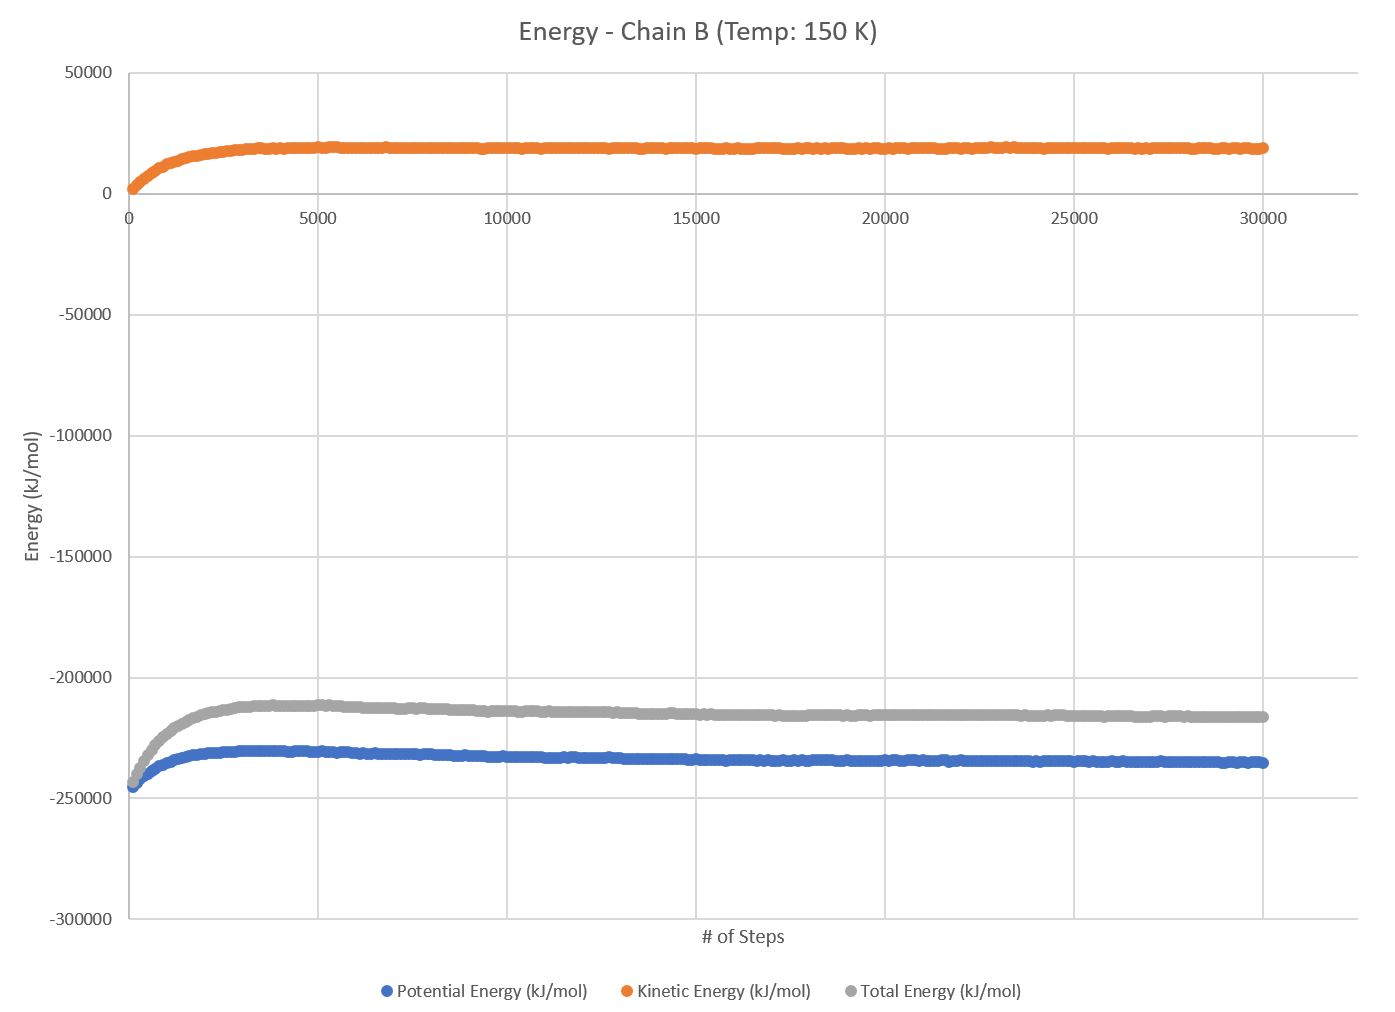 Energy - Chain B (Temp: 150 K)
50000
0
0 5000 10000 15000 20000 25000 30000
-50000
-100000
Energy (kJ/mol)
-150000
-200000
-250000
-300000
# of Steps
Potential Energy (kJ/mol) Kinetic Energy (kJ/mol) Total Energy (kJ/mol)